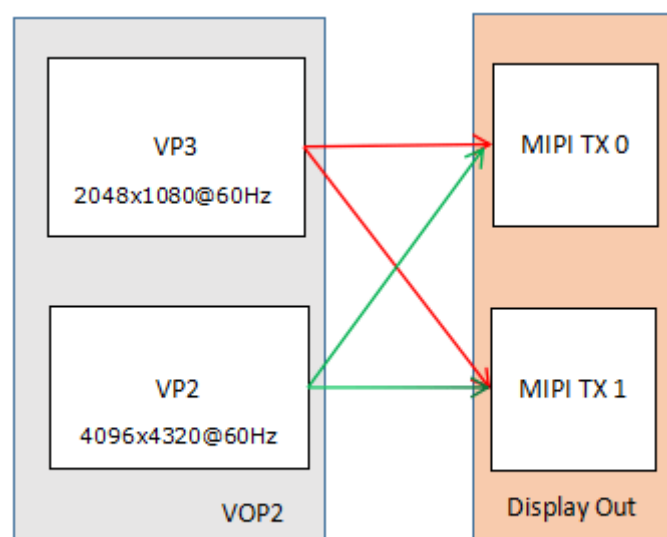 VP3
2048x1080@60Hz
MIPI TX 0
VP2
4096x4320@60Hz
MIPI TX 1
VOP2
Display Out